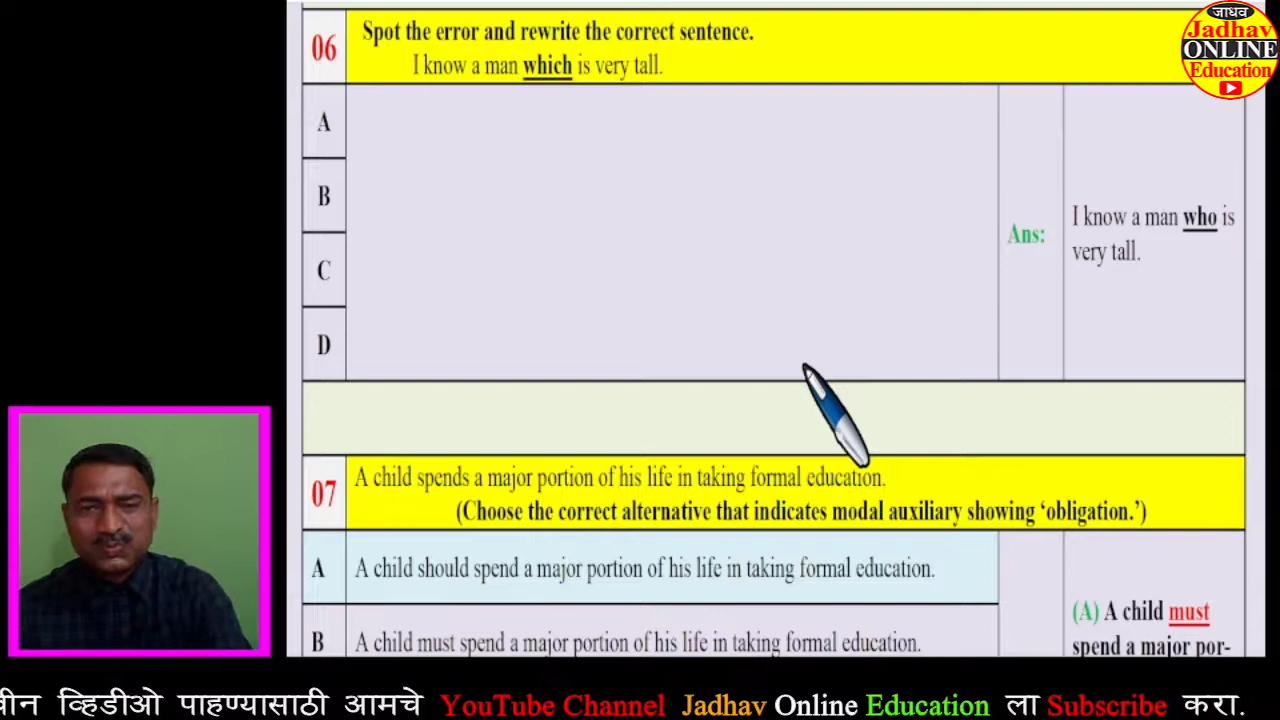 जाधव
Jadhav
ONLINE
Education
06
Spot the error and rewrite the correct sentence.
I know a man which is very tall.
A
B
C
D
Ans:
I know a man who is
very tall.
07
A child spends a major portion of his life in taking formal education.
(Choose the correct alternative that indicates modal auxiliary showing ‘obligation.’)
A
A child should spend a major portion of his life in taking formal education.
B
A child must spend a major portion of his life in taking formal education.
(A) A child must
spend a major por-
व्हिडीओ पाहण्यासाठी आमचे YouTube Channel Jadhav Online Education ला Subscribe करा.